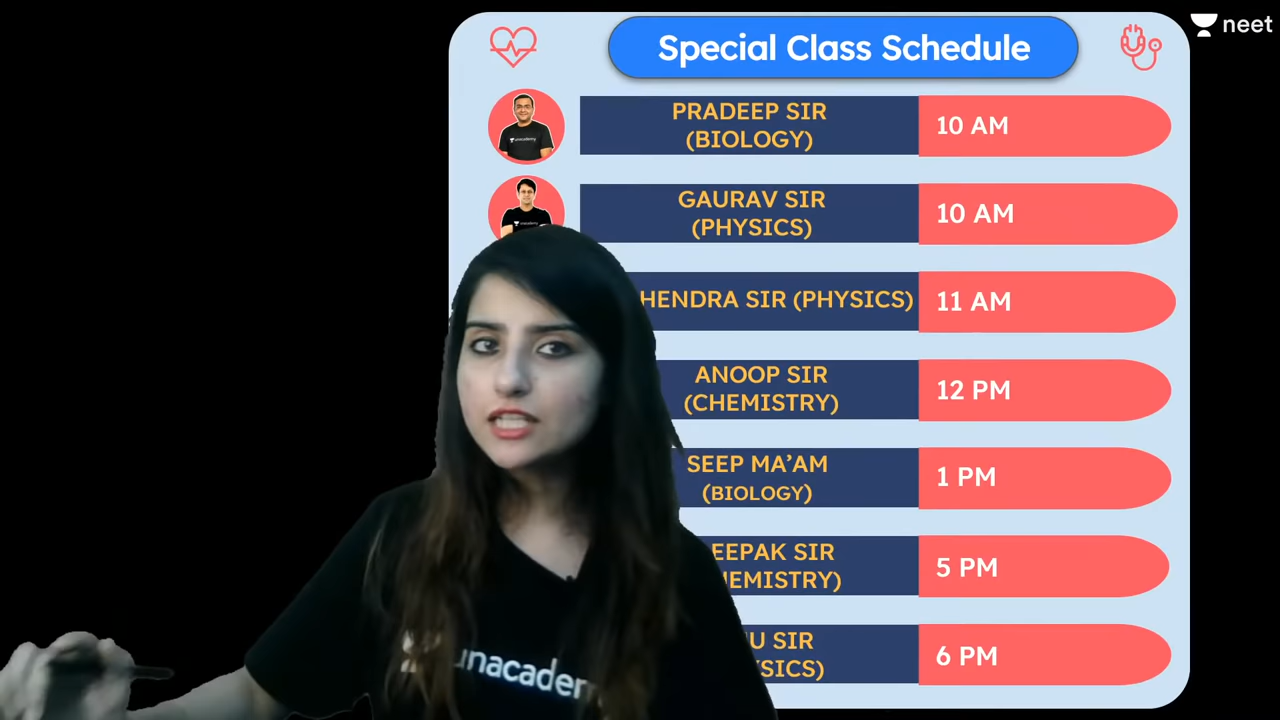 Special Class Schedule
neet
PRADEEP SIR
(BIOLOGY)
10 AM
GAURAV SIR
(PHYSICS)
10 AM
HENDRA SIR (PHYSICS)
11 AM
ANOOP SIR
(CHEMISTRY)
12 PM
SEEP MA’AM
(BIOLOGY)
1 PM
EEPAK SIR
EMISTRY)
5 PM
U SIR
SICS)
6 PM
unacadem